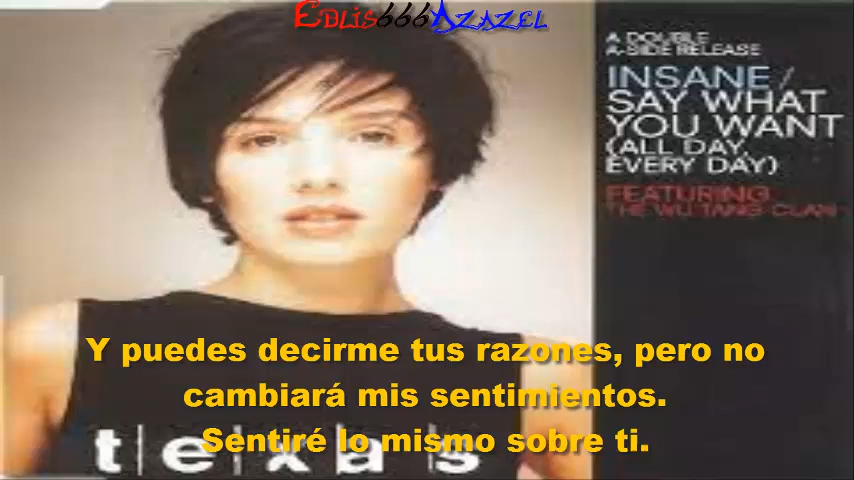 Edlis666Azazel
A DOUBLE
A-SIDE RELEASE
INSANE/
SAY WHAT
YOU WANT
(ALL DAY,
EVERY DAY)
FEATURING
THE WU TANG CLAN
Y puedes decirme tus razones, pero no
cambiará mis sentimientos.
Sentiré lo mismo sobre ti.
texas